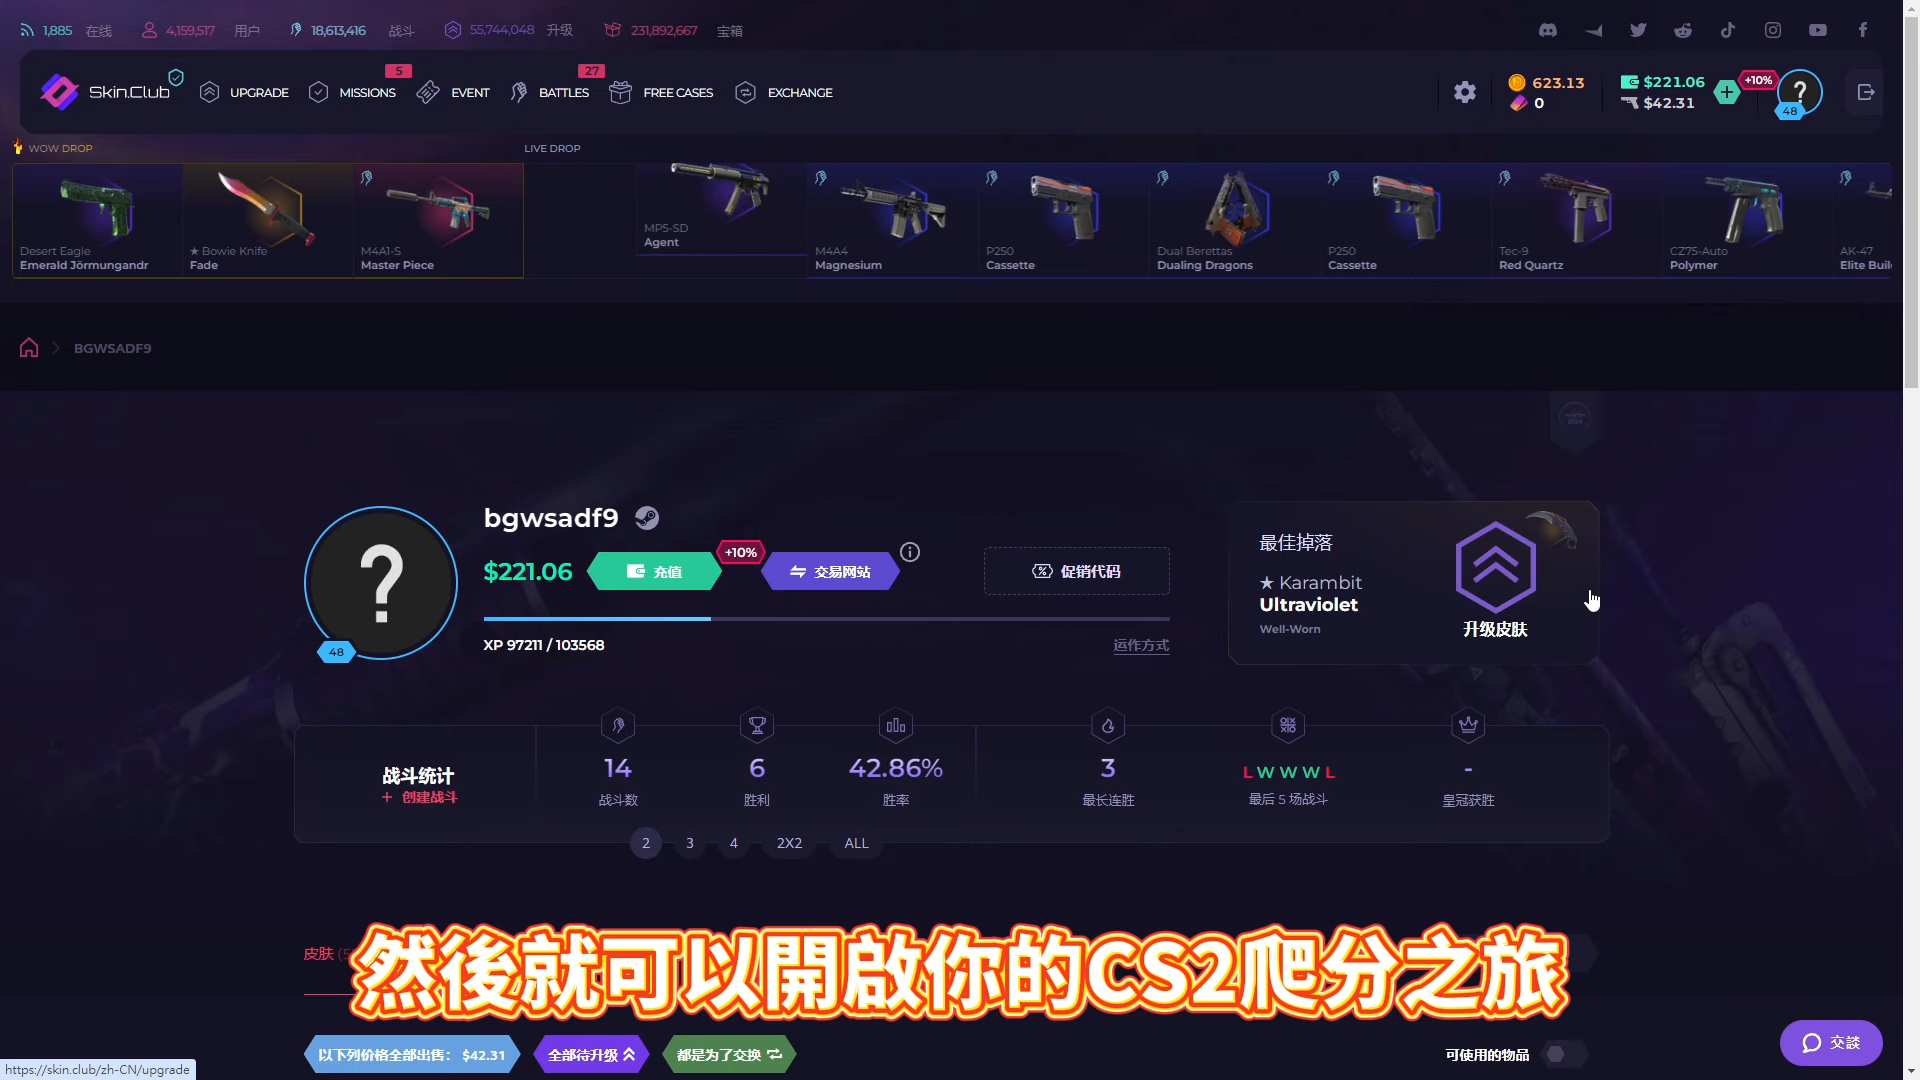 1,885 在线 4,159,517 用户 18,613,416 战斗 55,744,048 升级 231,892,667 宝箱
Skin.Club UPGRADE MISSIONS 5 EVENT BATTLES 27 FREE CASES EXCHANGE
623.13 $221.06 +10%
0 $42.31 48
WOW DROP LIVE DROP
Desert Eagle
Emerald Jörmungandr
★ Bowie Knife
Fade
M4A1-S
Master Piece
MP5-SD
Agent
M4A4
Magnesium
P250
Cassette
Dual Berettas
Dualing Dragons
P250
Cassette
Tec-9
Red Quartz
CZ75-Auto
Polymer
AK-47
Elite Buil
BGWSADF9
bgwsadf9
$221.06 充值 +10% 交易网站 促销代码
48
XP 97211 / 103568 运作方式
最佳掉落
★ Karambit
Ultraviolet
Well-Worn
升级皮肤
战斗统计
+ 创建战斗
14
战斗数
6
胜利
42.86%
胜率
3
最长连胜
L W W W L
最后 5 场战斗
-
皇冠获胜
2 3 4 2X2 ALL
皮肤
然後就可以開啟你的CS2爬分之旅
以下列价格全部出售: $42.31 全部待升级 都是为了交换 可使用的物品
交談
https://skin.club/zh-CN/upgrade